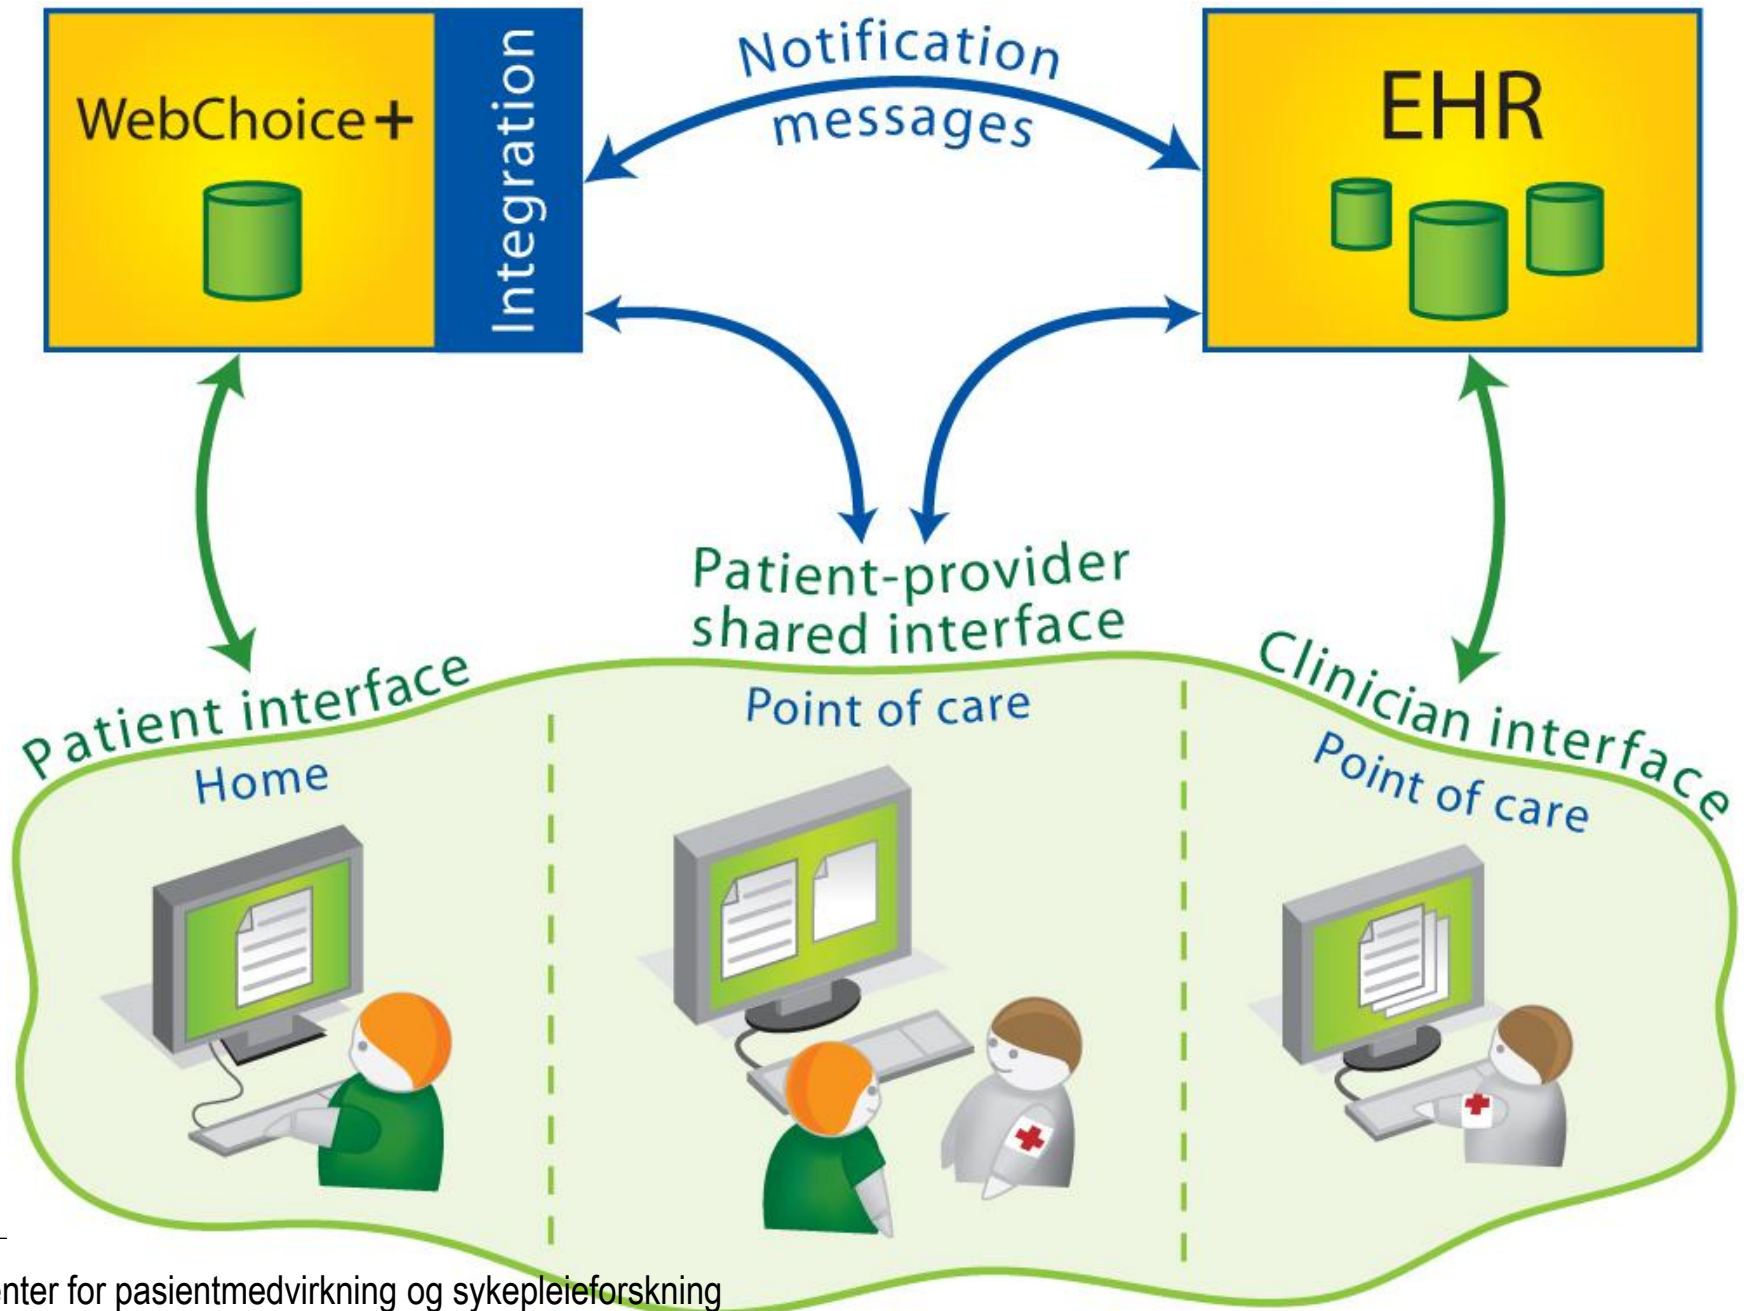 WebChoice+
Integration
Notification
messages
EHR
Patient-provider
shared interface
Patient interface
Clinician interface
Home
Point of care
Point of care
for pasientmedvirkning og sykepleieforskning